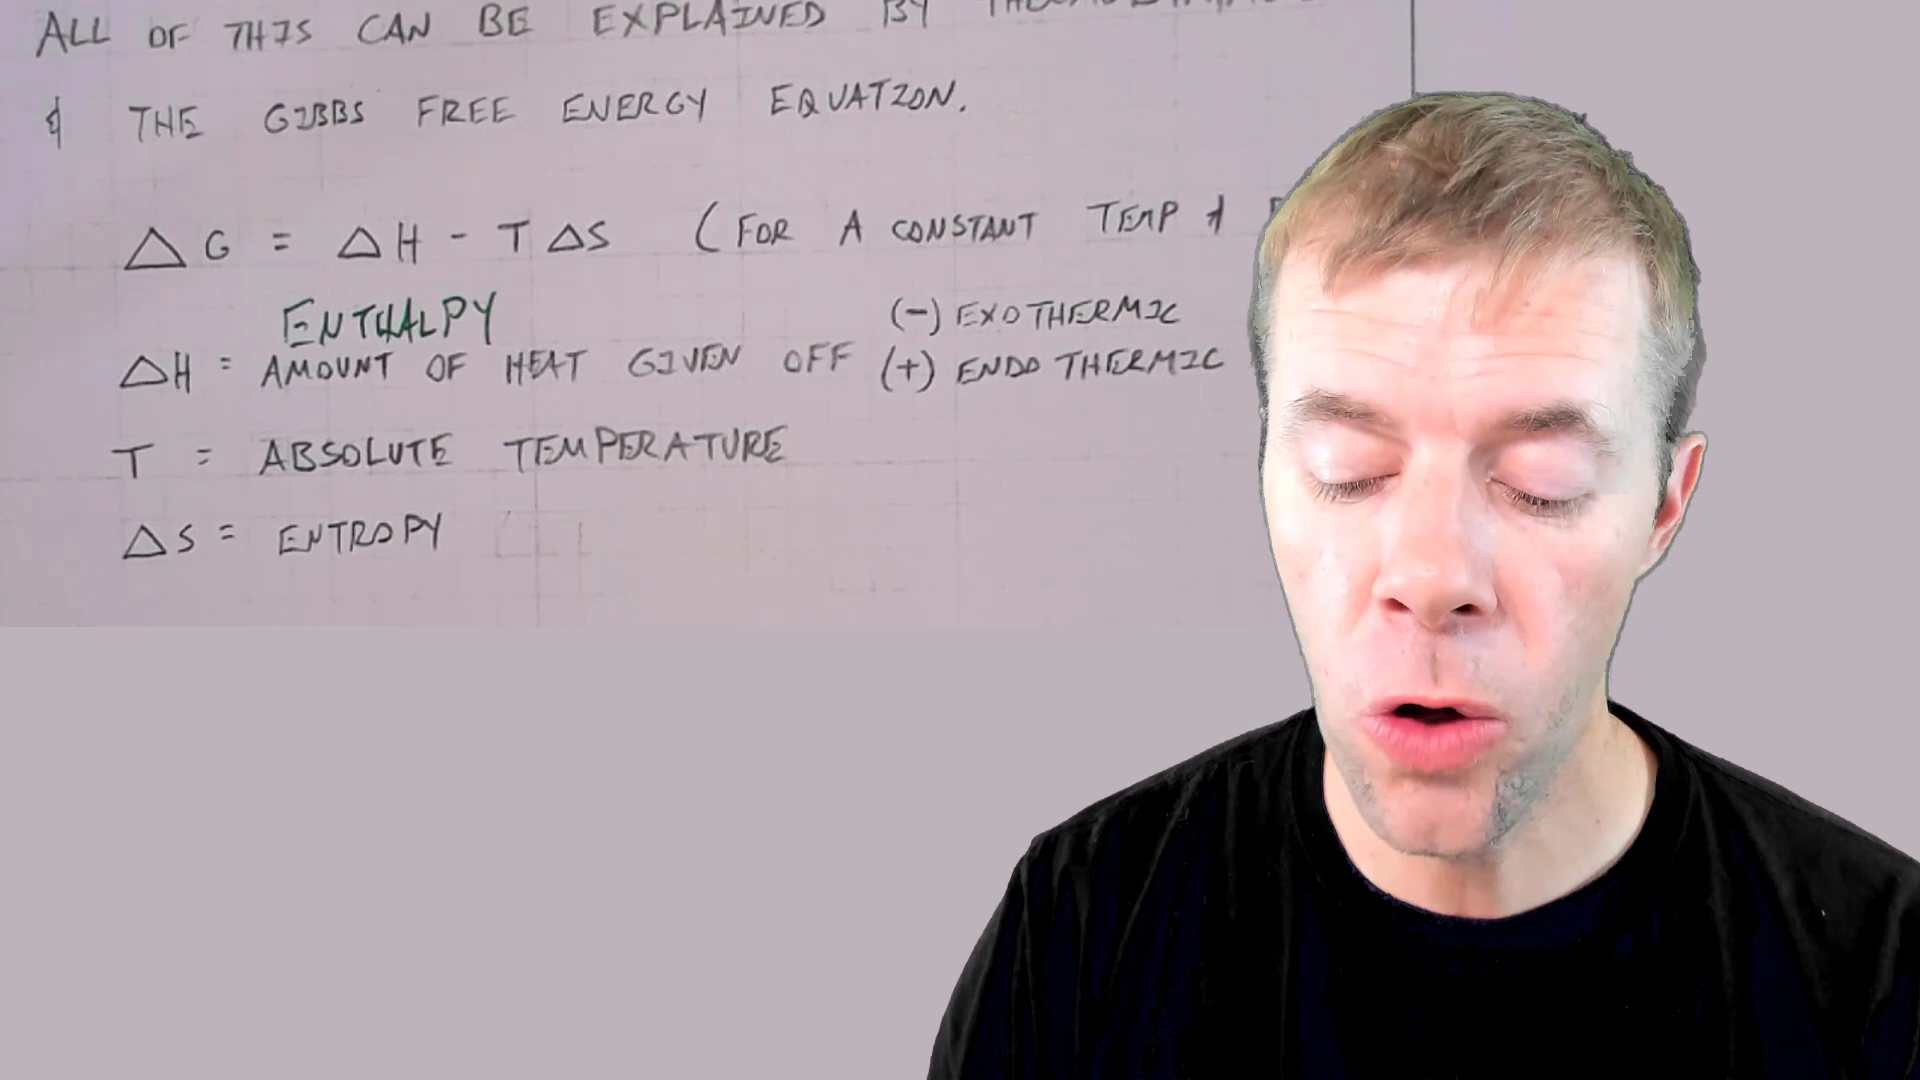 ALL OF THIS CAN BE EXPLAINED BY
& THE GIBBS FREE ENERGY EQUATION.
ΔG = ΔH - TΔS (FOR A CONSTANT TEMP &
ENTHALPY
(-) EXOTHERMIC
ΔH = AMOUNT OF HEAT GIVEN OFF (+) ENDOTHERMIC
T = ABSOLUTE TEMPERATURE
ΔS = ENTROPY